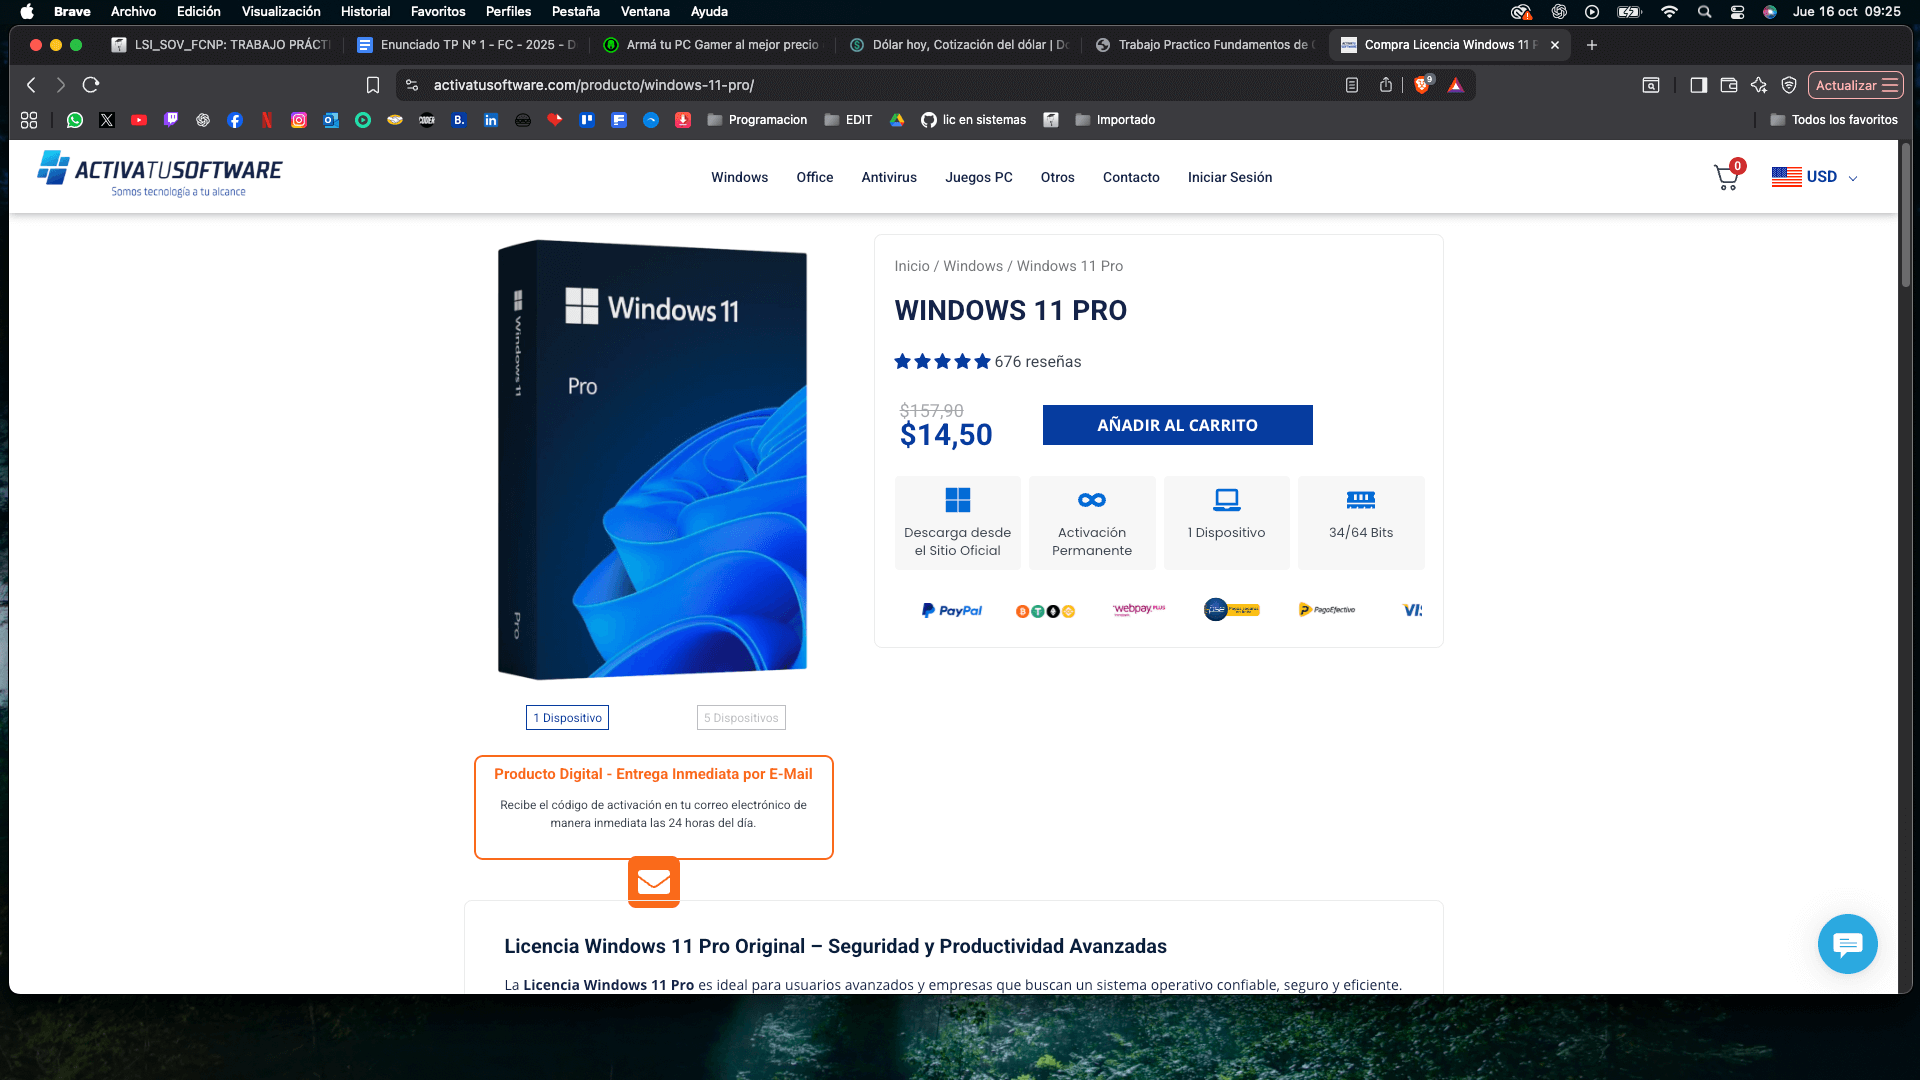 Brave Archivo Edición Visualización Historial Favoritos Perfiles Pestaña Ventana Ayuda Jue 16 oct 09:25
LSI_SOV_FCNP: TRABAJO PRÁCT Enunciado TP Nº 1 - FC - 2025 - D Armá tu PC Gamer al mejor precio Dólar hoy, Cotización del dólar | Do Trabajo Practico Fundamentos de Compra Licencia Windows 11 P
activatusoftware.com/producto/windows-11-pro/ 9 Actualizar
Programacion EDIT lic en sistemas Importado Todos los favoritos
ACTIVATUSOFTWARE
Somos tecnología a tu alcance
Windows Office Antivirus Juegos PC Otros Contacto Iniciar Sesión 0 USD
Inicio / Windows / Windows 11 Pro
WINDOWS 11 PRO
676 reseñas
$157,90
$14,50
AÑADIR AL CARRITO
Descarga desde
el Sitio Oficial
Activación
Permanente
1 Dispositivo
34/64 Bits
PayPal webpay PLUS pse PagoEfectivo VIS
Windows 11
Pro
Windows 11
Pro
1 Dispositivo 5 Dispositivos
Producto Digital - Entrega Inmediata por E-Mail
Recibe el código de activación en tu correo electrónico de
manera inmediata las 24 horas del día.
Licencia Windows 11 Pro Original – Seguridad y Productividad Avanzadas
La Licencia Windows 11 Pro es ideal para usuarios avanzados y empresas que buscan un sistema operativo confiable, seguro y eficiente.